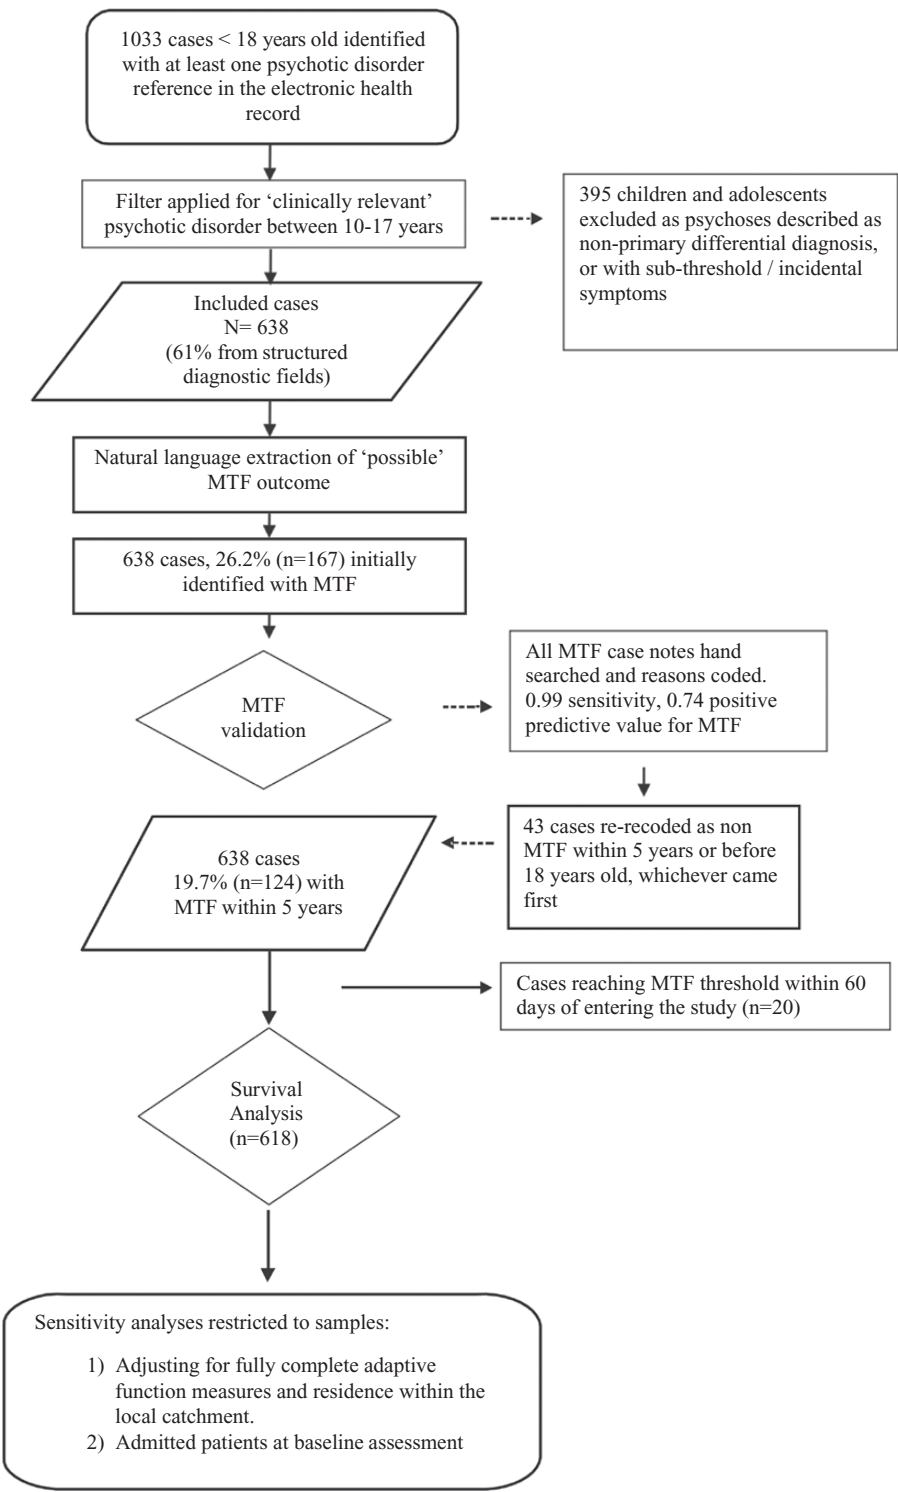 1033 cases < 18 years old identified
with at least one psychotic disorder
reference in the electronic health
record
Filter applied for ‘clinically relevant’
psychotic disorder between 10-17 years
395 children and adolescents
excluded as psychoses described as
non-primary differential diagnosis,
or with sub-threshold / incidental
symptoms
Included cases
N= 638
(61% from structured
diagnostic fields)
Natural language extraction of ‘possible’
MTF outcome
638 cases, 26.2% (n=167) initially
identified with MTF
MTF
validation
All MTF case notes hand
searched and reasons coded.
0.99 sensitivity, 0.74 positive
predictive value for MTF
43 cases re-recoded as non
MTF within 5 years or before
18 years old, whichever came
first
638 cases
19.7% (n=124) with
MTF within 5 years
Cases reaching MTF threshold within 60
days of entering the study (n=20)
Survival
Analysis
(n=618)
Sensitivity analyses restricted to samples:
1) Adjusting for fully complete adaptive
function measures and residence within the
local catchment.
2) Admitted patients at baseline assessment